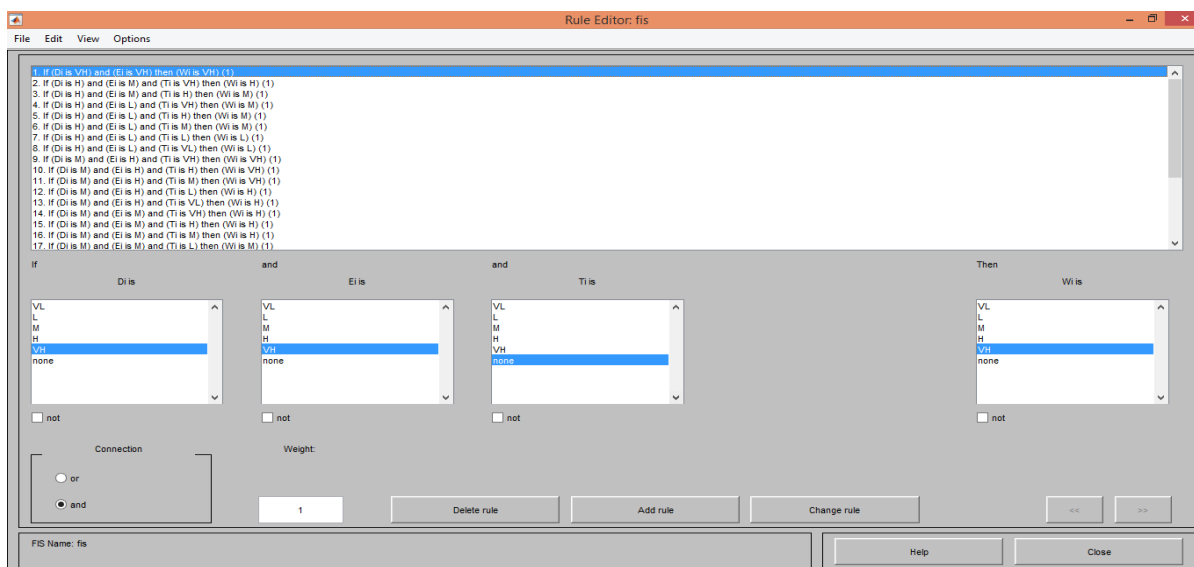 Rule Editor: fis
File Edit View Options
1. If (Di is VH) and (Ei is VH) then (Wi is VH) (1)
2. If (Di is H) and (Ei is M) and (Ti is VH) then (Wi is H) (1)
3. If (Di is H) and (Ei is M) and (Ti is H) then (Wi is M) (1)
4. If (Di is H) and (Ei is L) and (Ti is VH) then (Wi is M) (1)
5. If (Di is H) and (Ei is L) and (Ti is H) then (Wi is M) (1)
6. If (Di is H) and (Ei is L) and (Ti is M) then (Wi is M) (1)
7. If (Di is H) and (Ei is L) and (Ti is L) then (Wi is L) (1)
8. If (Di is H) and (Ei is L) and (Ti is VL) then (Wi is L) (1)
9. If (Di is M) and (Ei is H) and (Ti is VH) then (Wi is VH) (1)
10. If (Di is M) and (Ei is H) and (Ti is H) then (Wi is VH) (1)
11. If (Di is M) and (Ei is H) and (Ti is M) then (Wi is VH) (1)
12. If (Di is M) and (Ei is H) and (Ti is L) then (Wi is H) (1)
13. If (Di is M) and (Ei is H) and (Ti is VL) then (Wi is H) (1)
14. If (Di is M) and (Ei is M) and (Ti is VH) then (Wi is H) (1)
15. If (Di is M) and (Ei is M) and (Ti is H) then (Wi is H) (1)
16. If (Di is M) and (Ei is M) and (Ti is M) then (Wi is H) (1)
17. If (Di is M) and (Ei is M) and (Ti is L) then (Wi is M) (1)
If and and Then
Di is Ei is Ti is Wi is
VL VL VL VL
L L L L
M M M M
H H H H
VH VH VH VH
none none none none
not not not not
Connection Weight:
or
and 1 Delete rule Add rule Change rule << >>
FIS Name: fis Help Close